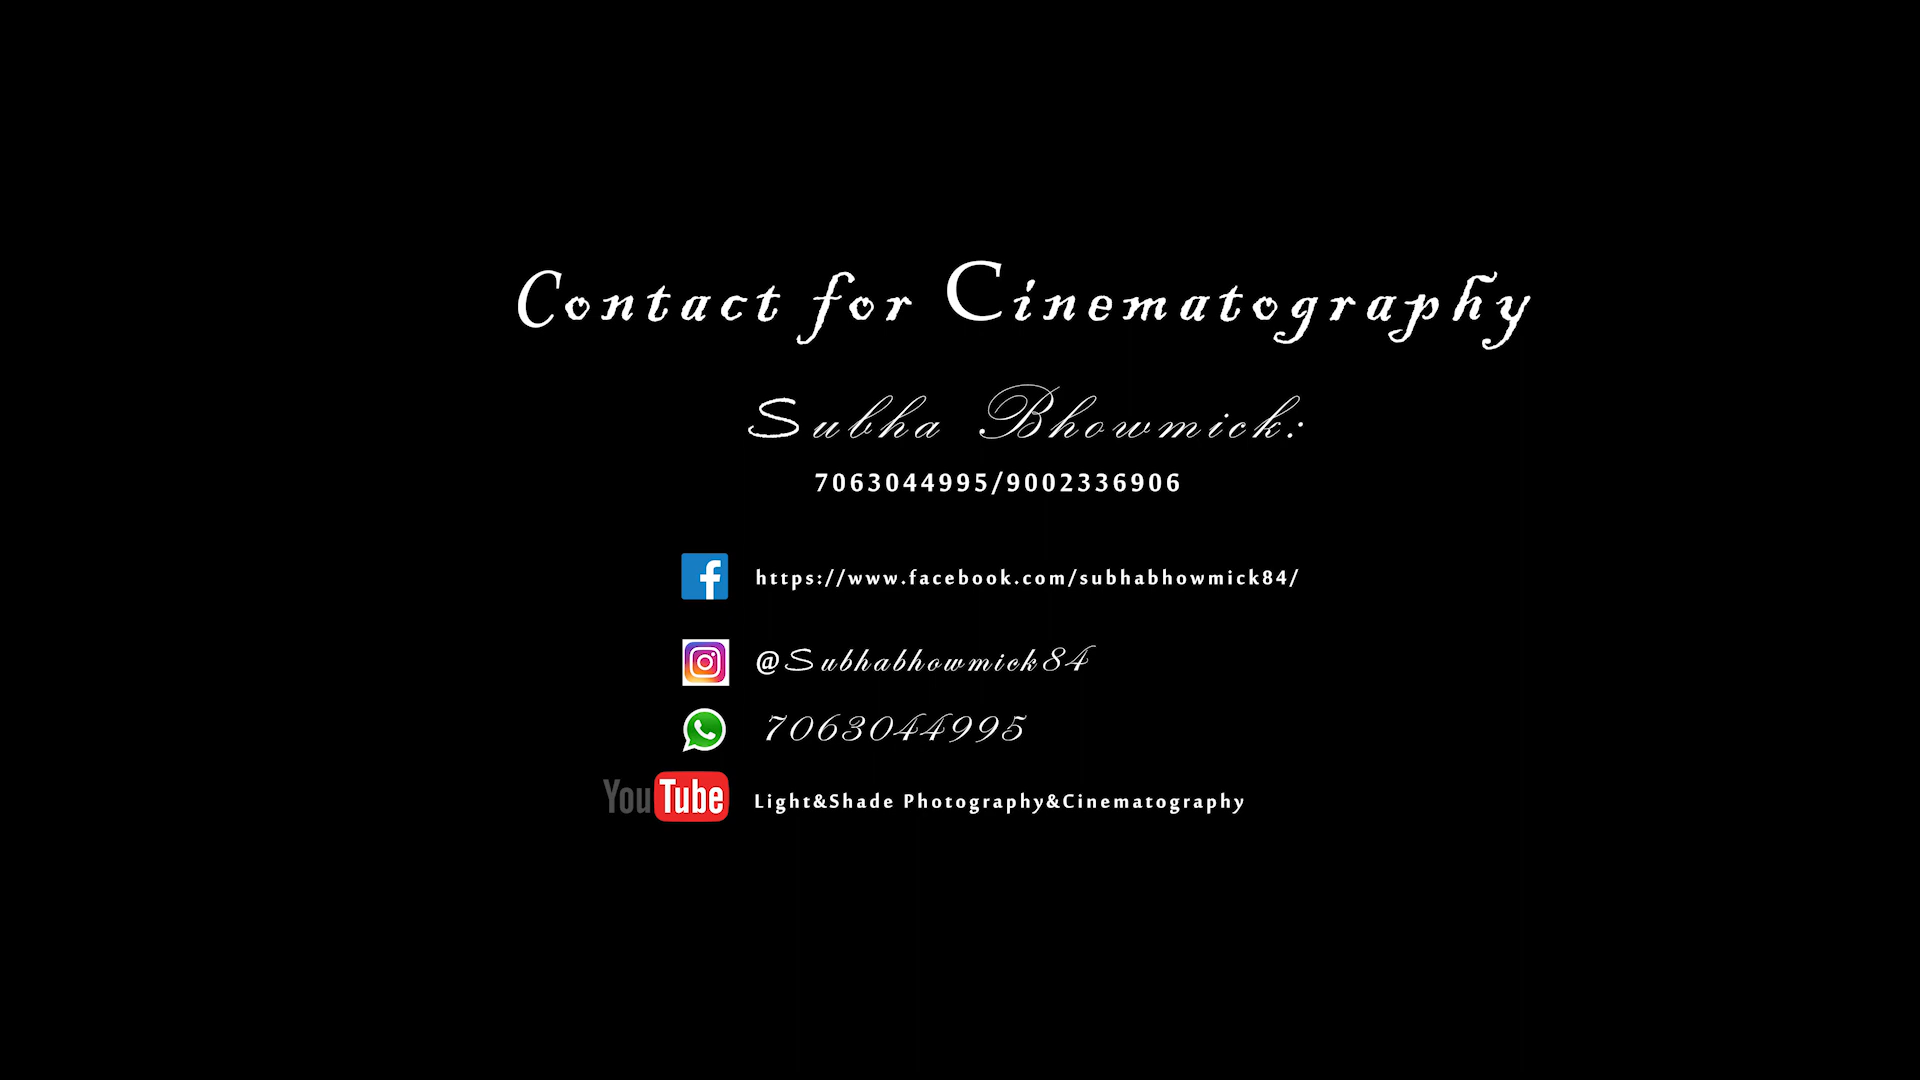 Contact for Cinematography
Subha Bhowmick:
7063044995/9002336906
https://www.facebook.com/subhabhowmick84/
@Subhabhowmick84
7063044995
YouTube Light&Shade Photography&Cinematography